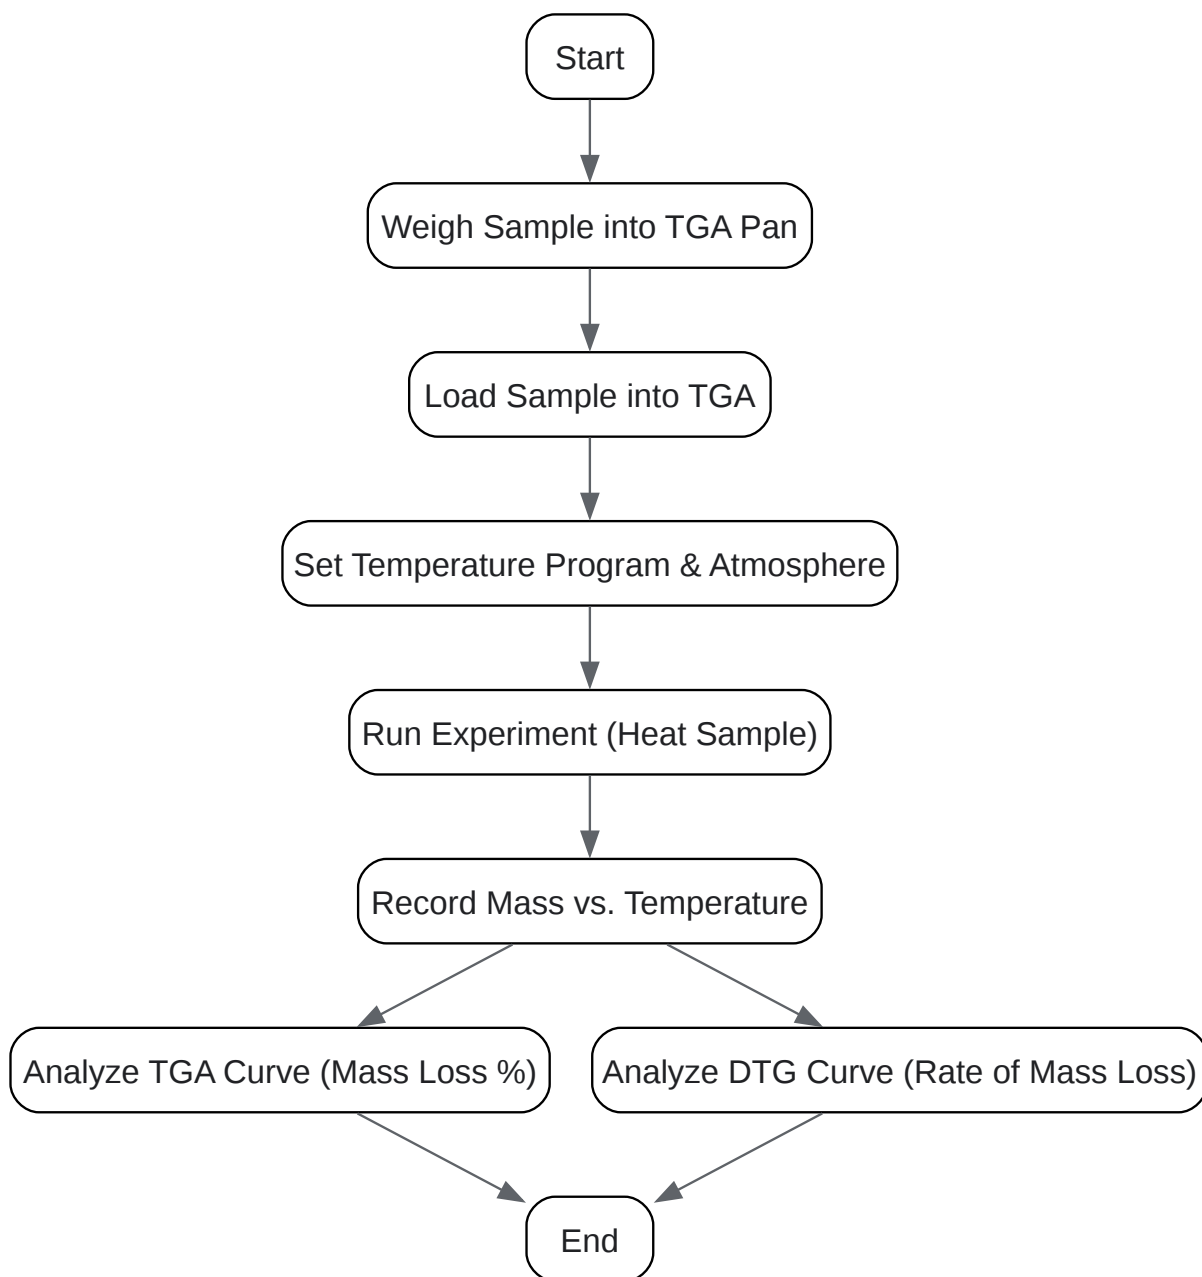 Start
Weigh Sample into TGA Pan
Load Sample into TGA
Set Temperature Program & Atmosphere
Run Experiment (Heat Sample)
Record Mass vs. Temperature
Analyze TGA Curve (Mass Loss %)
Analyze DTG Curve (Rate of Mass Loss)
End